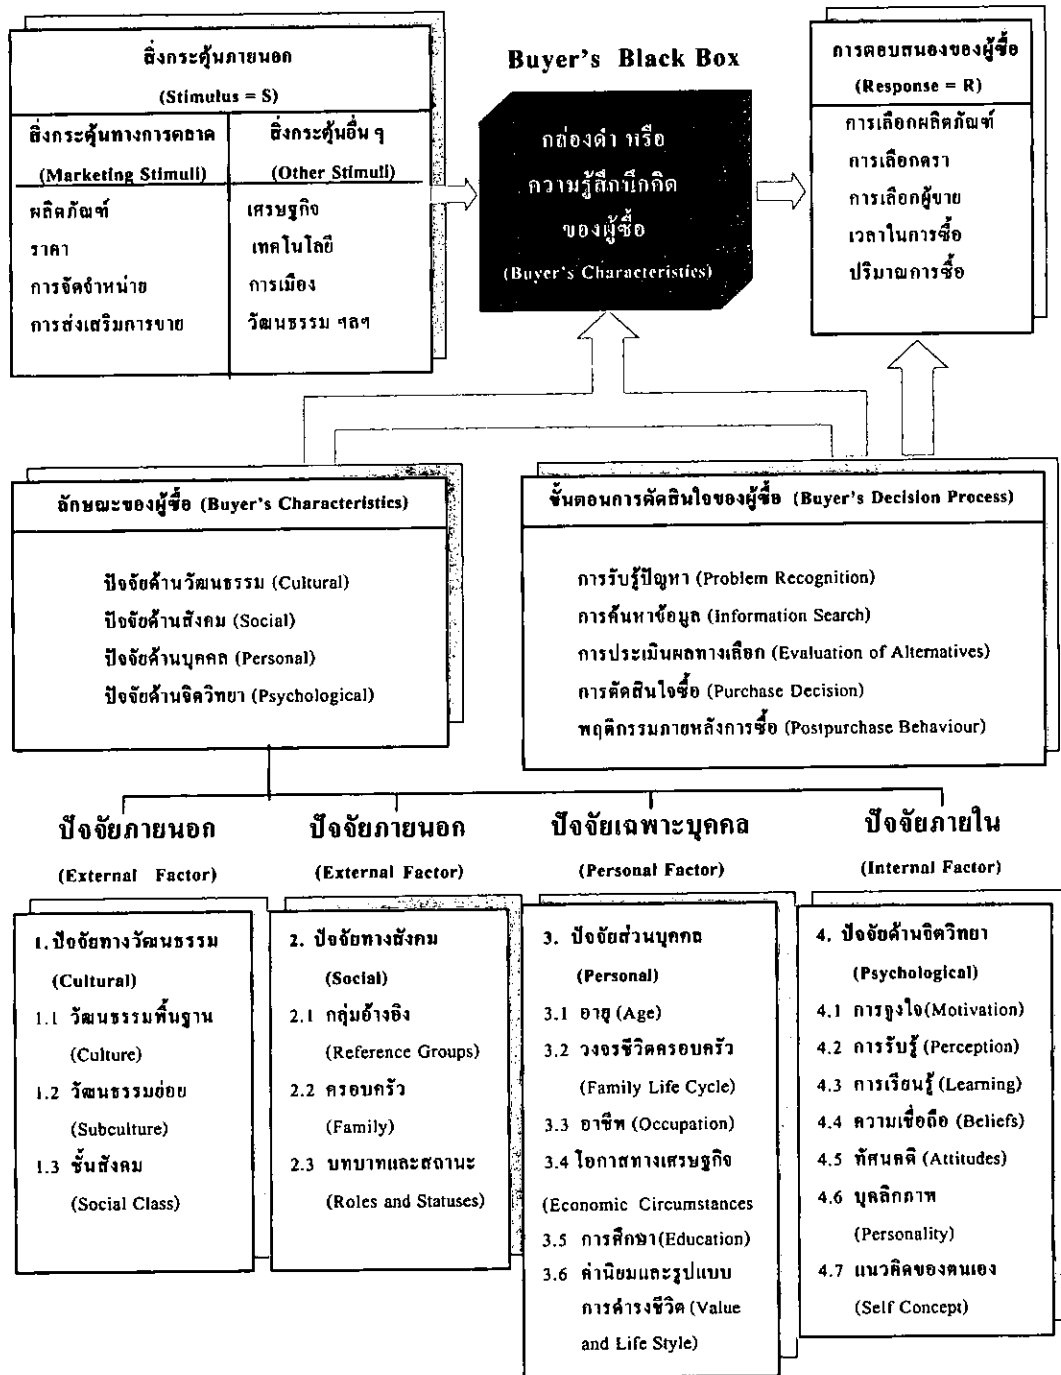 สิ่งกระตุ้นภายนอก
(Stimulus = S)
สิ่งกระตุ้นทางการตลาด
(Marketing Stimuli)
ผลิตภัณฑ์
ราคา
การจัดจำหน่าย
การส่งเสริมการขาย
สิ่งกระตุ้นอื่น ๆ
(Other Stimuli)
เศรษฐกิจ
เทคโนโลยี
การเมือง
วัฒนธรรม ฯลฯ
Buyer's Black Box
กล่องดำ หรือ
ความรู้สึกนึกคิด
ของผู้ซื้อ
(Buyer's Characteristics)
การตอบสนองของผู้ซื้อ
(Response = R)
การเลือกผลิตภัณฑ์
การเลือกตรา
การเลือกผู้ขาย
เวลาในการซื้อ
ปริมาณการซื้อ
ลักษณะของผู้ซื้อ (Buyer's Characteristics)
ปัจจัยด้านวัฒนธรรม (Cultural)
ปัจจัยด้านสังคม (Social)
ปัจจัยด้านบุคคล (Personal)
ปัจจัยด้านจิตวิทยา (Psychological)
ขั้นตอนการตัดสินใจของผู้ซื้อ (Buyer's Decision Process)
การรับรู้ปัญหา (Problem Recognition)
การค้นหาข้อมูล (Information Search)
การประเมินผลทางเลือก (Evaluation of Alternatives)
การตัดสินใจซื้อ (Purchase Decision)
พฤติกรรมภายหลังการซื้อ (Postpurchase Behaviour)
ปัจจัยภายนอก
(External Factor)
1. ปัจจัยทางวัฒนธรรม
(Cultural)
1.1 วัฒนธรรมพื้นฐาน
(Culture)
1.2 วัฒนธรรมย่อย
(Subculture)
1.3 ชั้นสังคม
(Social Class)
ปัจจัยภายนอก
(External Factor)
2. ปัจจัยทางสังคม
(Social)
2.1 กลุ่มอ้างอิง
(Reference Groups)
2.2 ครอบครัว
(Family)
2.3 บทบาทและสถานะ
(Roles and Statuses)
ปัจจัยเฉพาะบุคคล
(Personal Factor)
3. ปัจจัยส่วนบุคคล
(Personal)
3.1 อายุ (Age)
3.2 วงจรชีวิตครอบครัว
(Family Life Cycle)
3.3 อาชีพ (Occupation)
3.4 โอกาสทางเศรษฐกิจ
(Economic Circumstances
3.5 การศึกษา (Education)
3.6 ค่านิยมและรูปแบบ
การดำรงชีวิต (Value
and Life Style)
ปัจจัยภายใน
(Internal Factor)
4. ปัจจัยด้านจิตวิทยา
(Psychological)
4.1 การจูงใจ (Motivation)
4.2 การรับรู้ (Perception)
4.3 การเรียนรู้ (Learning)
4.4 ความเชื่อถือ (Beliefs)
4.5 ทัศนคติ (Attitudes)
4.6 บุคลิกภาพ
(Personality)
4.7 แนวคิดของตนเอง
(Self Concept)